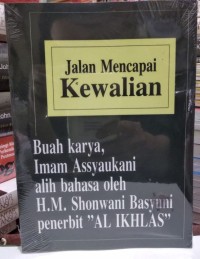 Jalan Mencapai
Kewalian
Buah karya,
Imam Assyaukani
alih bahasa oleh
H.M. Shonwani Basyuni
penerbit "AL IKHLAS"